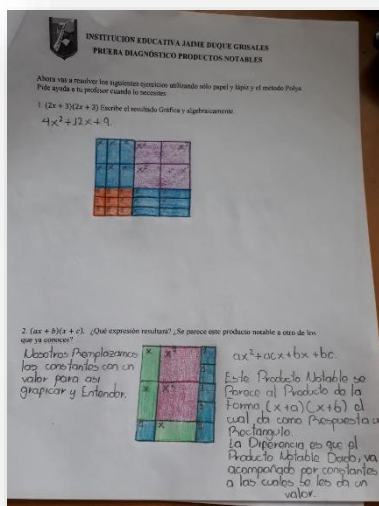 INSTITUCION EDUCATIVA JAIME DUQUE GRISALES
PRUEBA DIAGNÓSTICO PRODUCTOS NOTABLES
Ahora vas a resolver los siguientes ejercicios utilizando sólo papel y lápiz y el método Polya.
Pide ayuda a tu profesor cuando lo necesites
1. (2x + 3)(2x + 3) Escribe el resultado Gráfica y algebraicamente.
4x²+12x+9
2. (ax + b)(x + c). ¿Qué expresión resultara? ¿Se parece este producto notable a otro de los
que ya conoces?
Nosotros Remplazamos
las constantes con un
valor para así
graficar y Entender.
ax²+acx+bx+bc.
Este Producto Notable se
Parece al Producto de la
Forma (x+a)(x+b) el
cual da como Respuesta u
Rectangulo.
La Diferencia es que el
Producto Notable Dado, va
acompañado por constantes
a las cuales se les da un
valor.